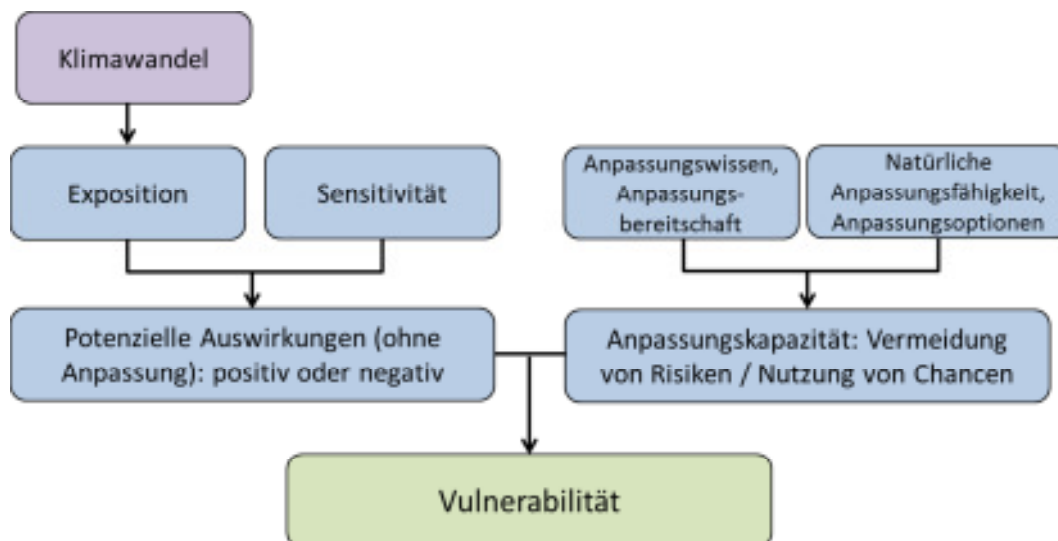 Klimawandel
Exposition
Sensitivität
Anpassungswissen,
Anpassungs-
bereitschaft
Natürliche
Anpassungsfähigkeit,
Anpassungsoptionen
Potenzielle Auswirkungen (ohne
Anpassung): positiv oder negativ
Anpassungskapazität: Vermeidung
von Risiken / Nutzung von Chancen
Vulnerabilität